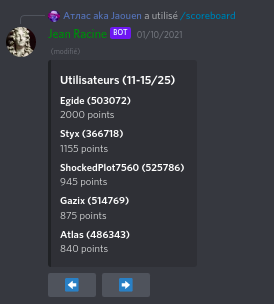 Атлас aka Jaouen a utilisé /scoreboard
Jean Racine BOT 01/10/2021
(modifié)
Utilisateurs (11-15/25)
Egide (503072)
2000 points
Styx (366718)
1155 points
ShockedPlot7560 (525786)
945 points
Gazix (514769)
875 points
Atlas (486343)
840 points